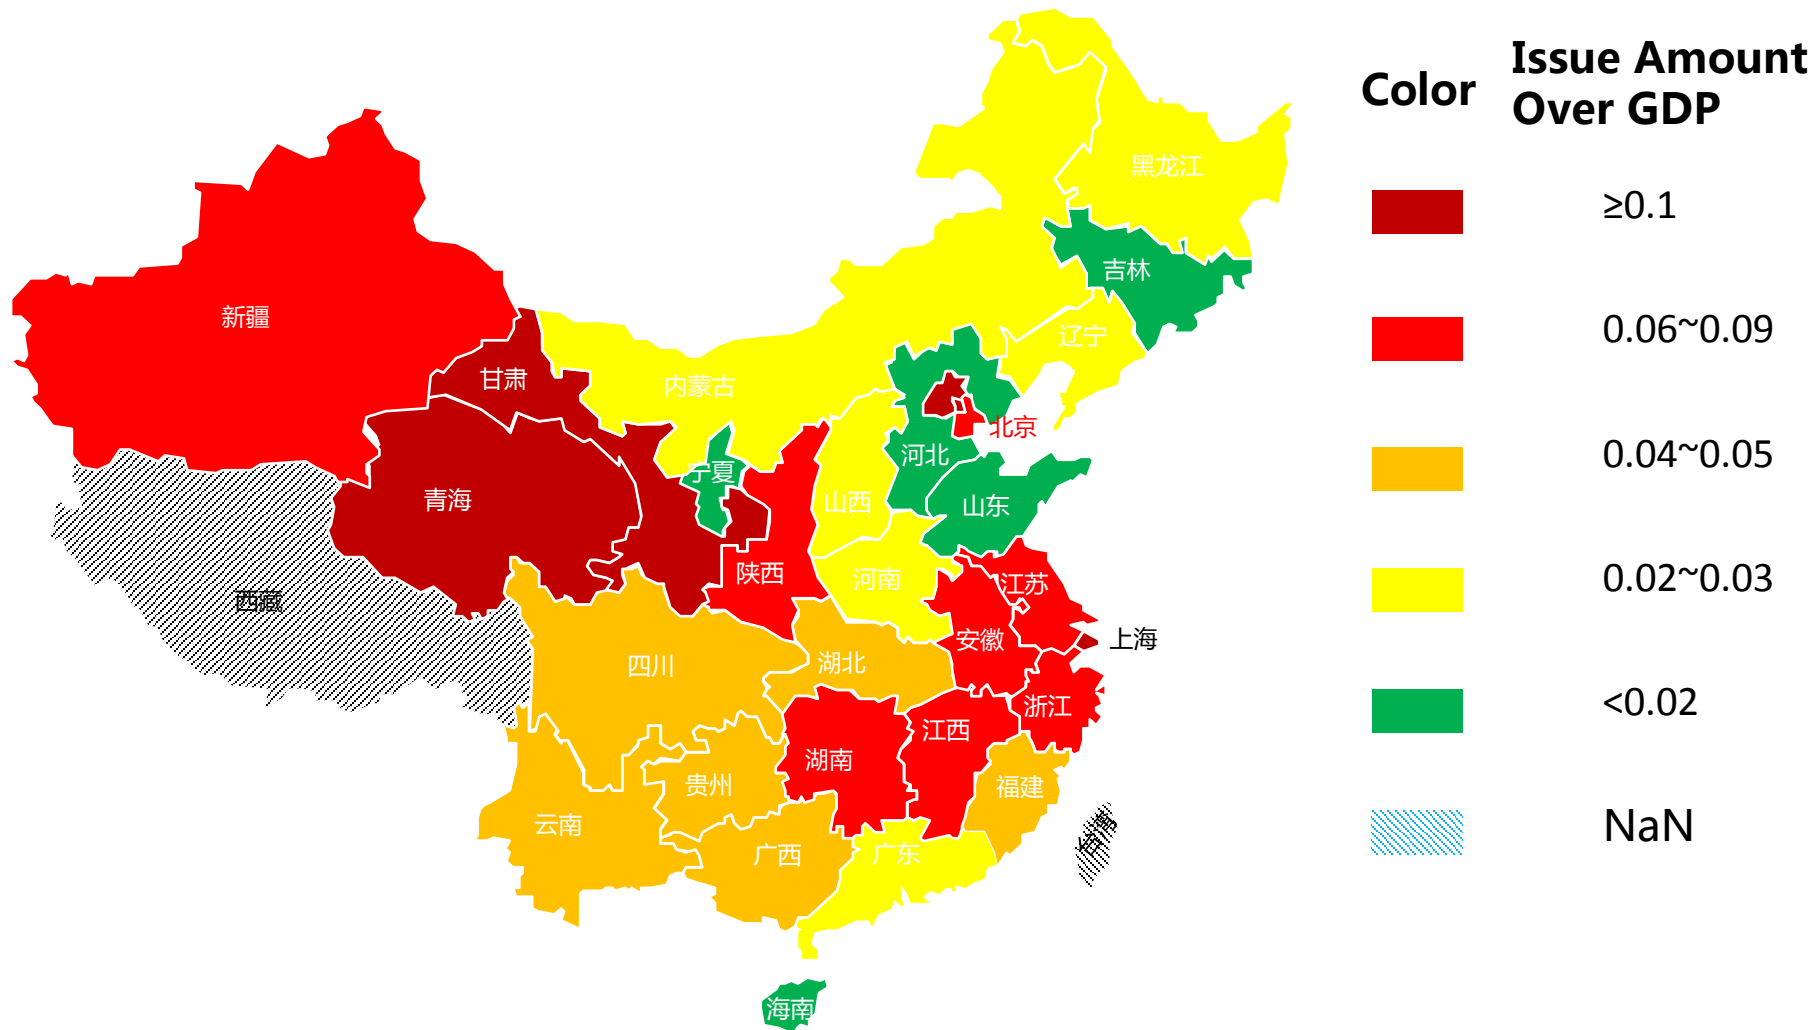 黑龙江
吉林
辽宁
新疆
甘肃
内蒙古
北京
河北
宁夏
青海
山西
山东
陕西
河南
江苏
西藏
安徽
上海
四川
湖北
浙江
江西
湖南
贵州
福建
云南
广西
广东
台湾
海南
Color
Issue Amount
Over GDP
≥0.1
0.06~0.09
0.04~0.05
0.02~0.03
<0.02
NaN